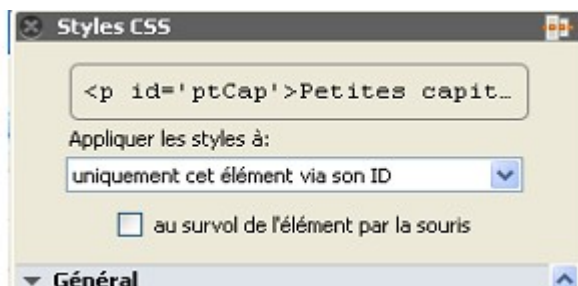 Styles CSS
<p id='ptCap'>Petites capit…
Appliquer les styles à:
uniquement cet élément via son ID
au survol de l'élément par la souris
Général